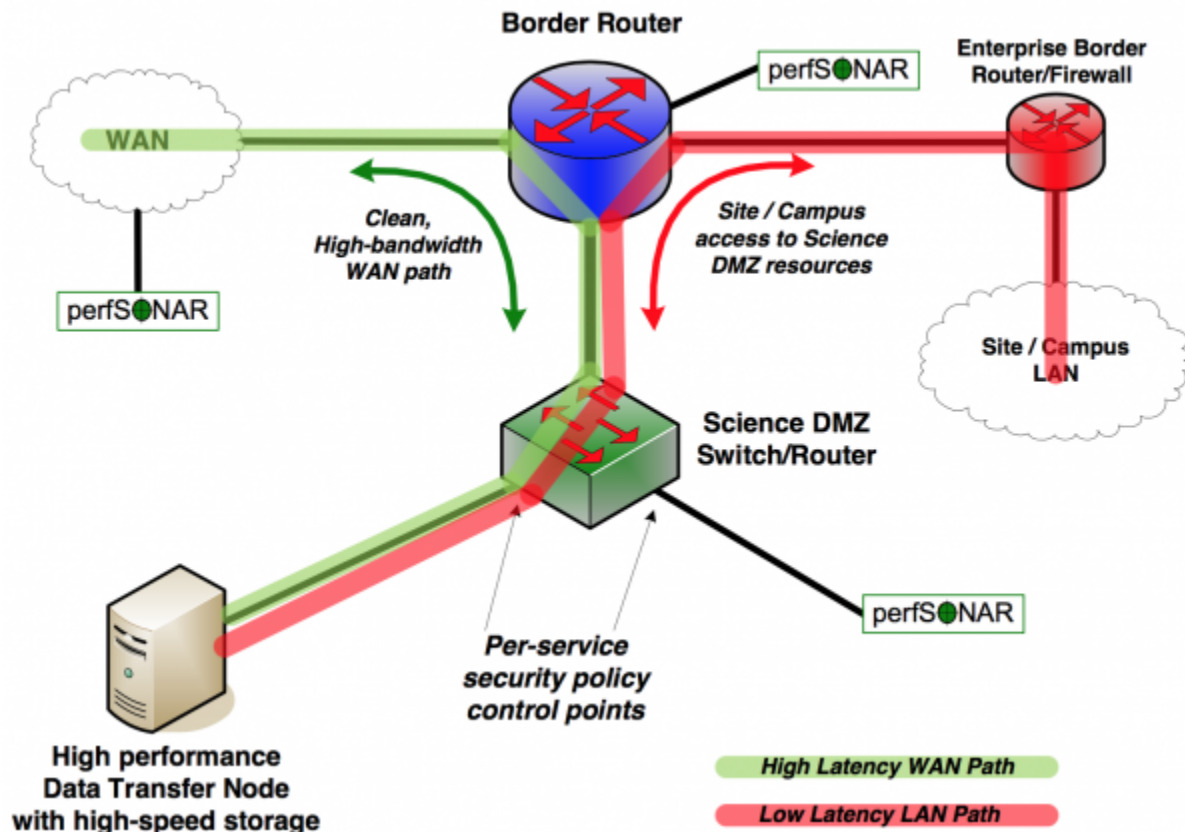 Border Router
perfSONAR
Enterprise Border
Router/Firewall
WAN
Clean,
High-bandwidth
WAN path
Site / Campus
access to Science
DMZ resources
perfSONAR
Site / Campus
LAN
Science DMZ
Switch/Router
perfSONAR
Per-service
security policy
control points
High performance
Data Transfer Node
with high-speed storage
High Latency WAN Path
Low Latency LAN Path